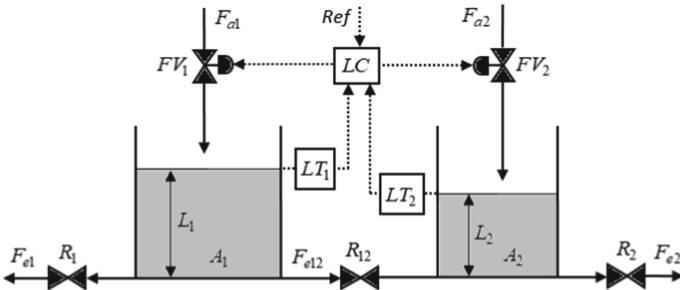 Ref
F_{a1}
F_{a2}
FV_1
LC
FV_2
LT_1
LT_2
L_1
L_2
R_1
R_{12}
R_2
F_{e1}
A_1
F_{e12}
A_2
F_{e2}